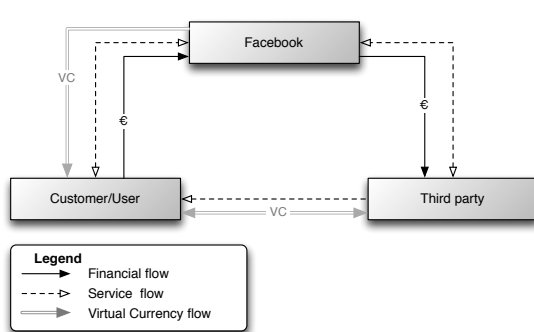 Facebook
VC
€
€
Customer/User
Third party
VC
Legend
Financial flow
Service flow
Virtual Currency flow